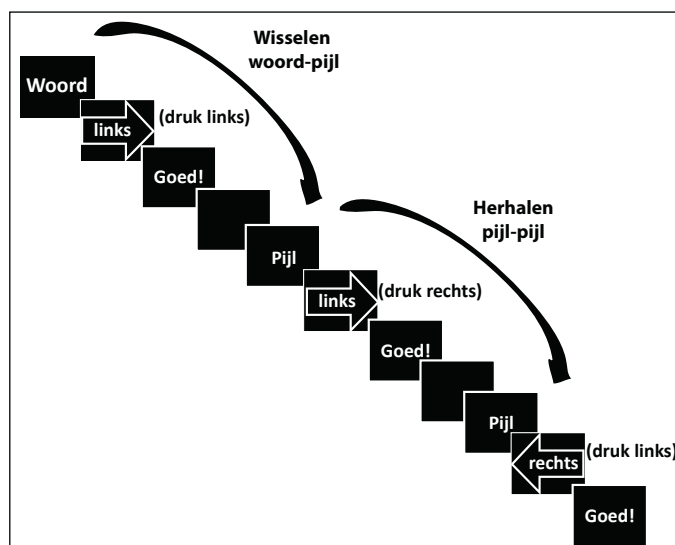 Wisselen
woord-pijl
Woord
links
(druk links)
Goed!
Pijl
Herhalen
pijl-pijl
links
(druk rechts)
Goed!
Pijl
rechts
(druk links)
Goed!